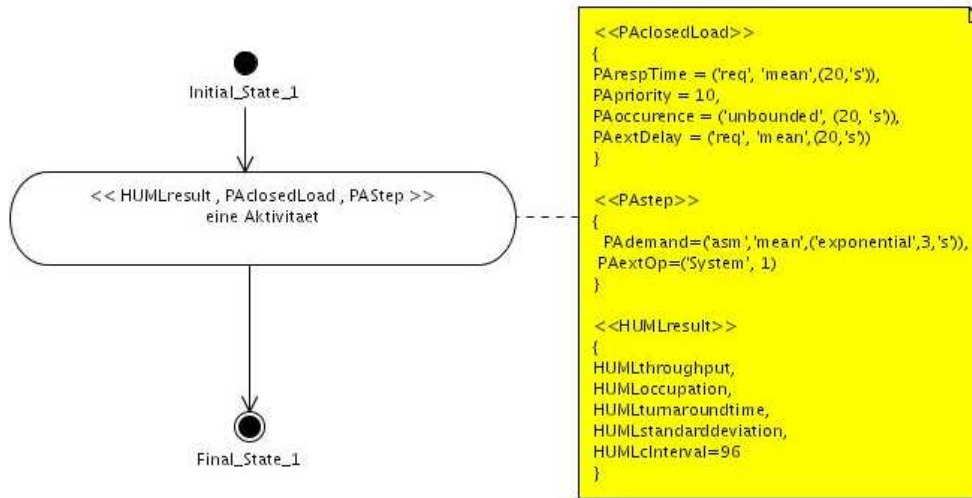 Initial_State_1
<< HUMLresult , PAclosedLoad , PAStep >>
eine Aktivitaet
Final_State_1
<<PAclosedLoad>>
{
PArespTime = ('req', 'mean',(20,'s')),
PApriority = 10,
PAoccurence = ('unbounded', (20, 's')),
PAextDelay = ('req', 'mean',(20,'s'))
}
<<PAstep>>
{
PAdemand=('asm','mean',('exponential',3,'s')),
PAextOp=('System', 1)
}
<<HUMLresult>>
{
HUMLthroughput,
HUMLoccupation,
HUMLturnaroundtime,
HUMLstandarddeviation,
HUMLcInterval=96
}